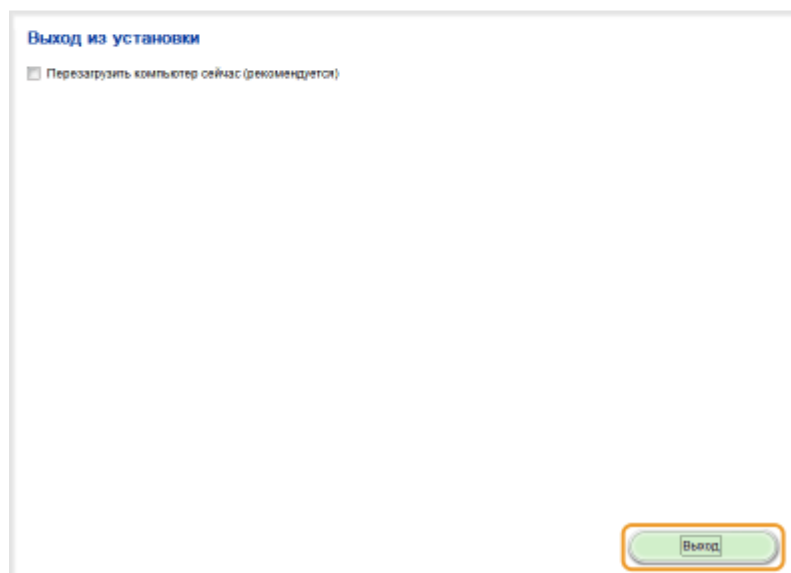 Выход из установки
Перезагрузить компьютер сейчас (рекомендуется)
Выход